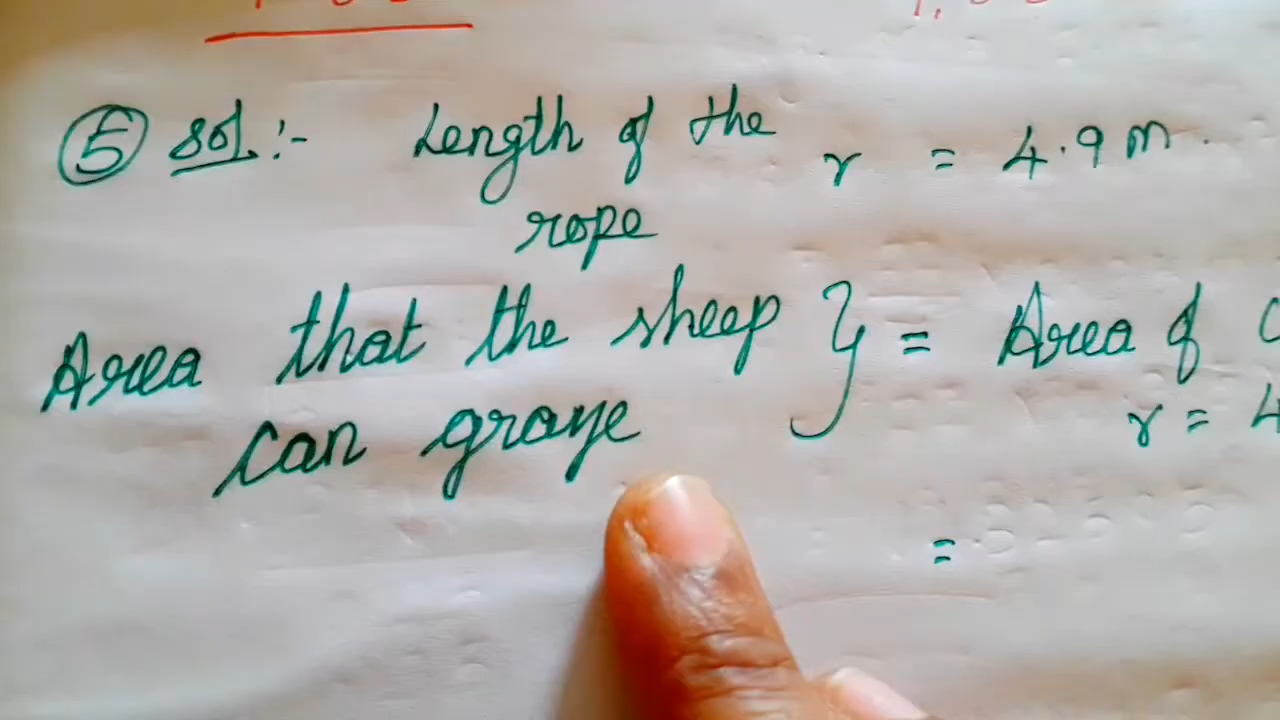 5 sol:- Length of the r = 4.9 m.
rope
Area that the sheep } = Area of
can graze r = 4
=